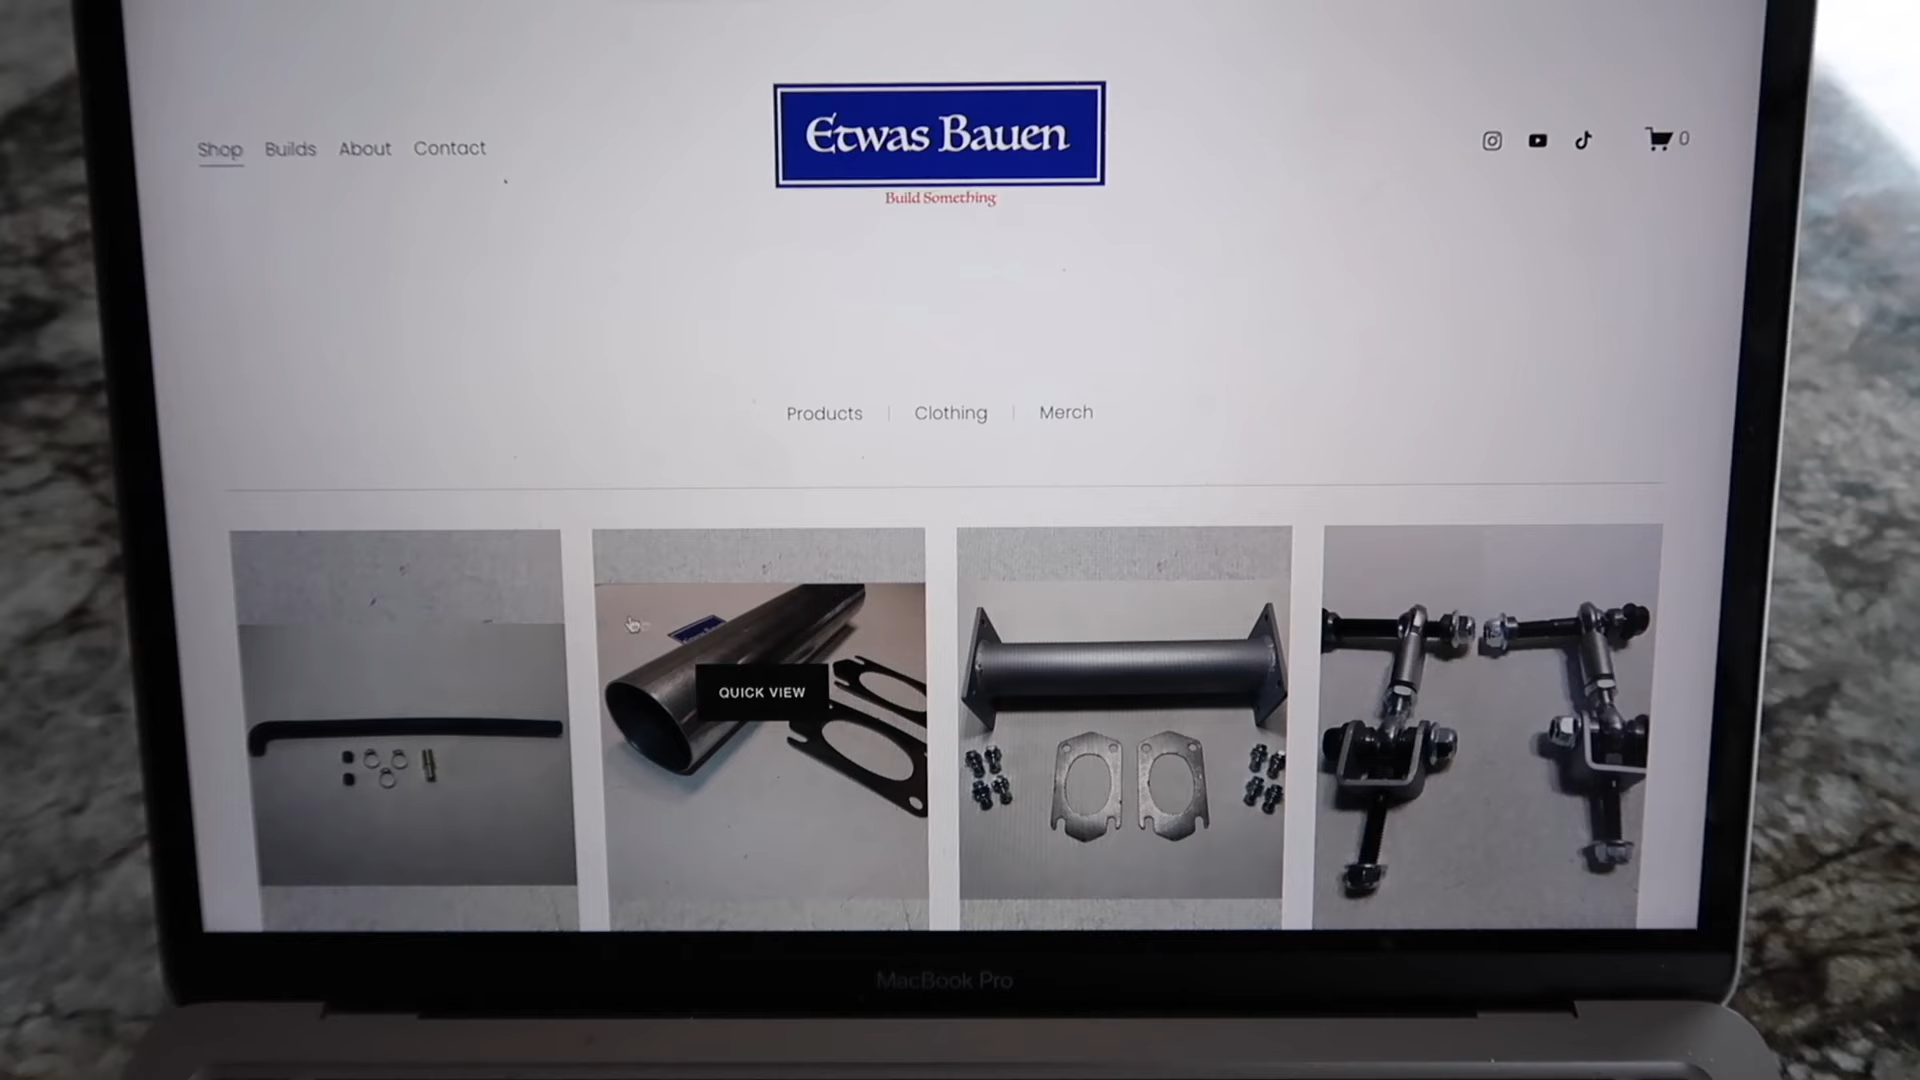 Shop Builds About Contact
Etwas Bauen
Build Something
0
Products | Clothing | Merch
QUICK VIEW
MacBook Pro